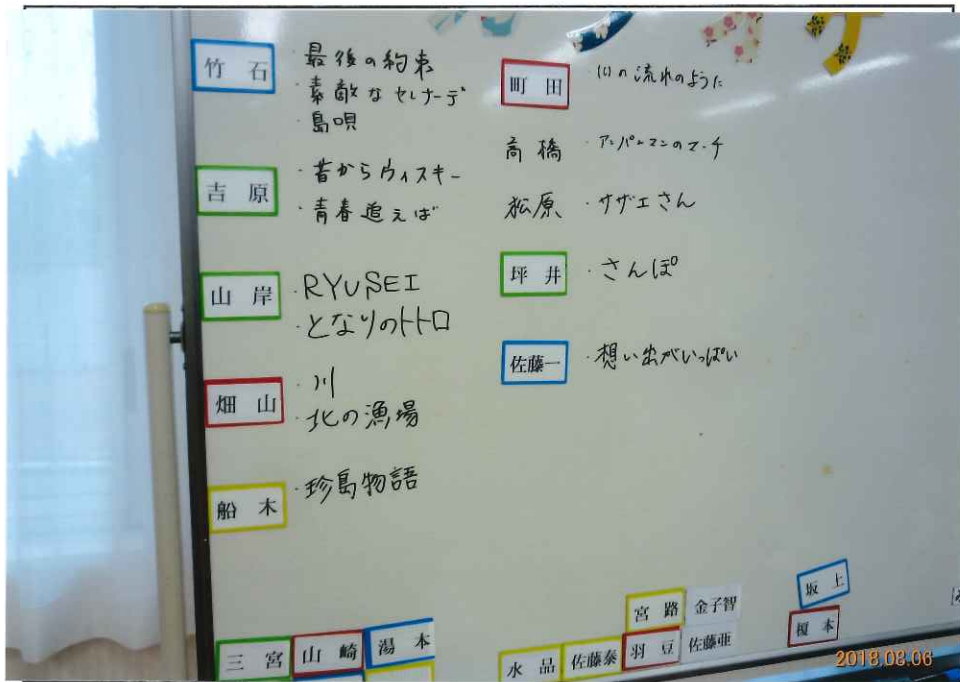 竹石
・最後の約束
・素敵なセレナーデ
・島唄
吉原
・昔からウィスキー
・青春追えば
山岸
・RYUSEI
・となりのトトロ
畑山
・川
・北の漁場
船木
・珍島物語
町田
・川の流れのように
高橋
・アンパンマンのマーチ
松原
・サザエさん
坪井
・さんぽ
佐藤一
・想い出がいっぱい
三宮
山崎
湯本
水品
佐藤泰
宮路
羽豆
金子智
佐藤亜
坂上
榎本
2018.08.06